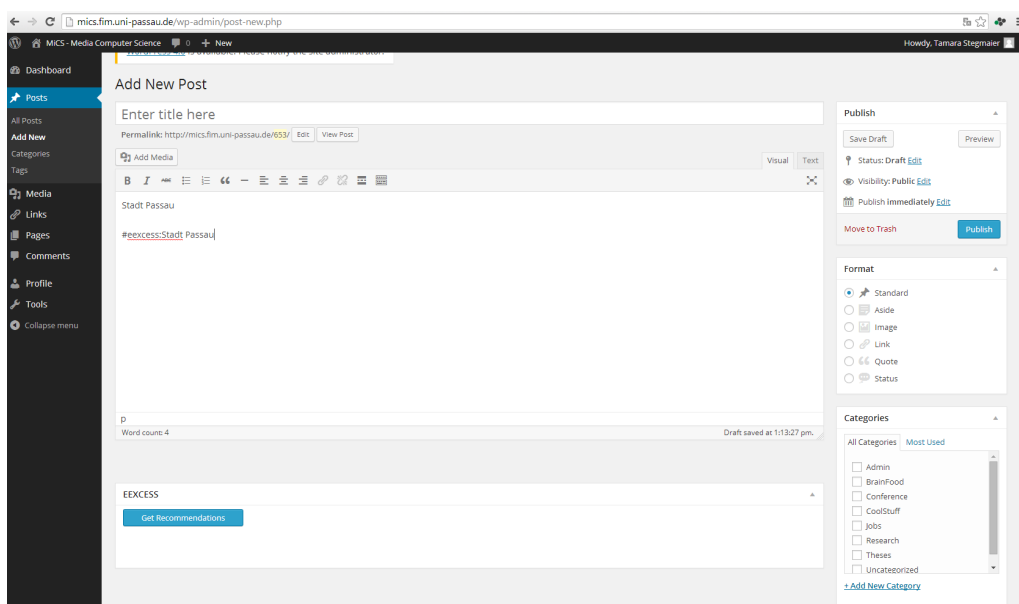 mics.fim.uni-passau.de/wp-admin/post-new.php
MiCS - Media Computer Science 0 + New Howdy, Tamara Stegmaier
WordPress 4.0 is available! Please notify the site administrator.
Dashboard
Posts
All Posts
Add New
Categories
Tags
Media
Links
Pages
Comments
Profile
Tools
Collapse menu
Add New Post
Enter title here
Permalink: http://mics.fim.uni-passau.de/653/ Edit View Post
Add Media
Visual Text
B I ABC
Stadt Passau
#eexcess:Stadt Passau
p
Word count: 4 Draft saved at 1:13:27 pm.
EEXCESS
Get Recommendations
Publish
Save Draft Preview
Status: Draft Edit
Visibility: Public Edit
Publish immediately Edit
Move to Trash Publish
Format
Standard
Aside
Image
Link
Quote
Status
Categories
All Categories Most Used
Admin
BrainFood
Conference
CoolStuff
Jobs
Research
Theses
Uncategorized
+ Add New Category